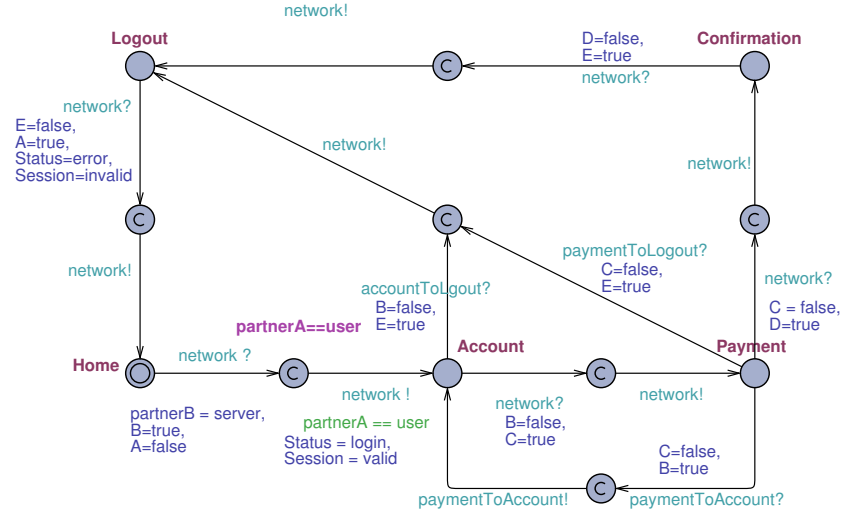 network!
Logout
Confirmation
D=false,
E=true
C
network?
network?
E=false,
A=true,
Status=error,
Session=invalid
network!
network!
C
C
C
network!
paymentToLogout?
C=false,
E=true
network?
accountToLgout?
B=false,
E=true
C = false,
D=true
partnerA==user
Home
network ?
Account
Payment
C
network !
C
network!
partnerB = server,
B=true,
A=false
partnerA == user
Status = login,
Session = valid
network?
B=false,
C=true
C=false,
B=true
C
paymentToAccount!
paymentToAccount?